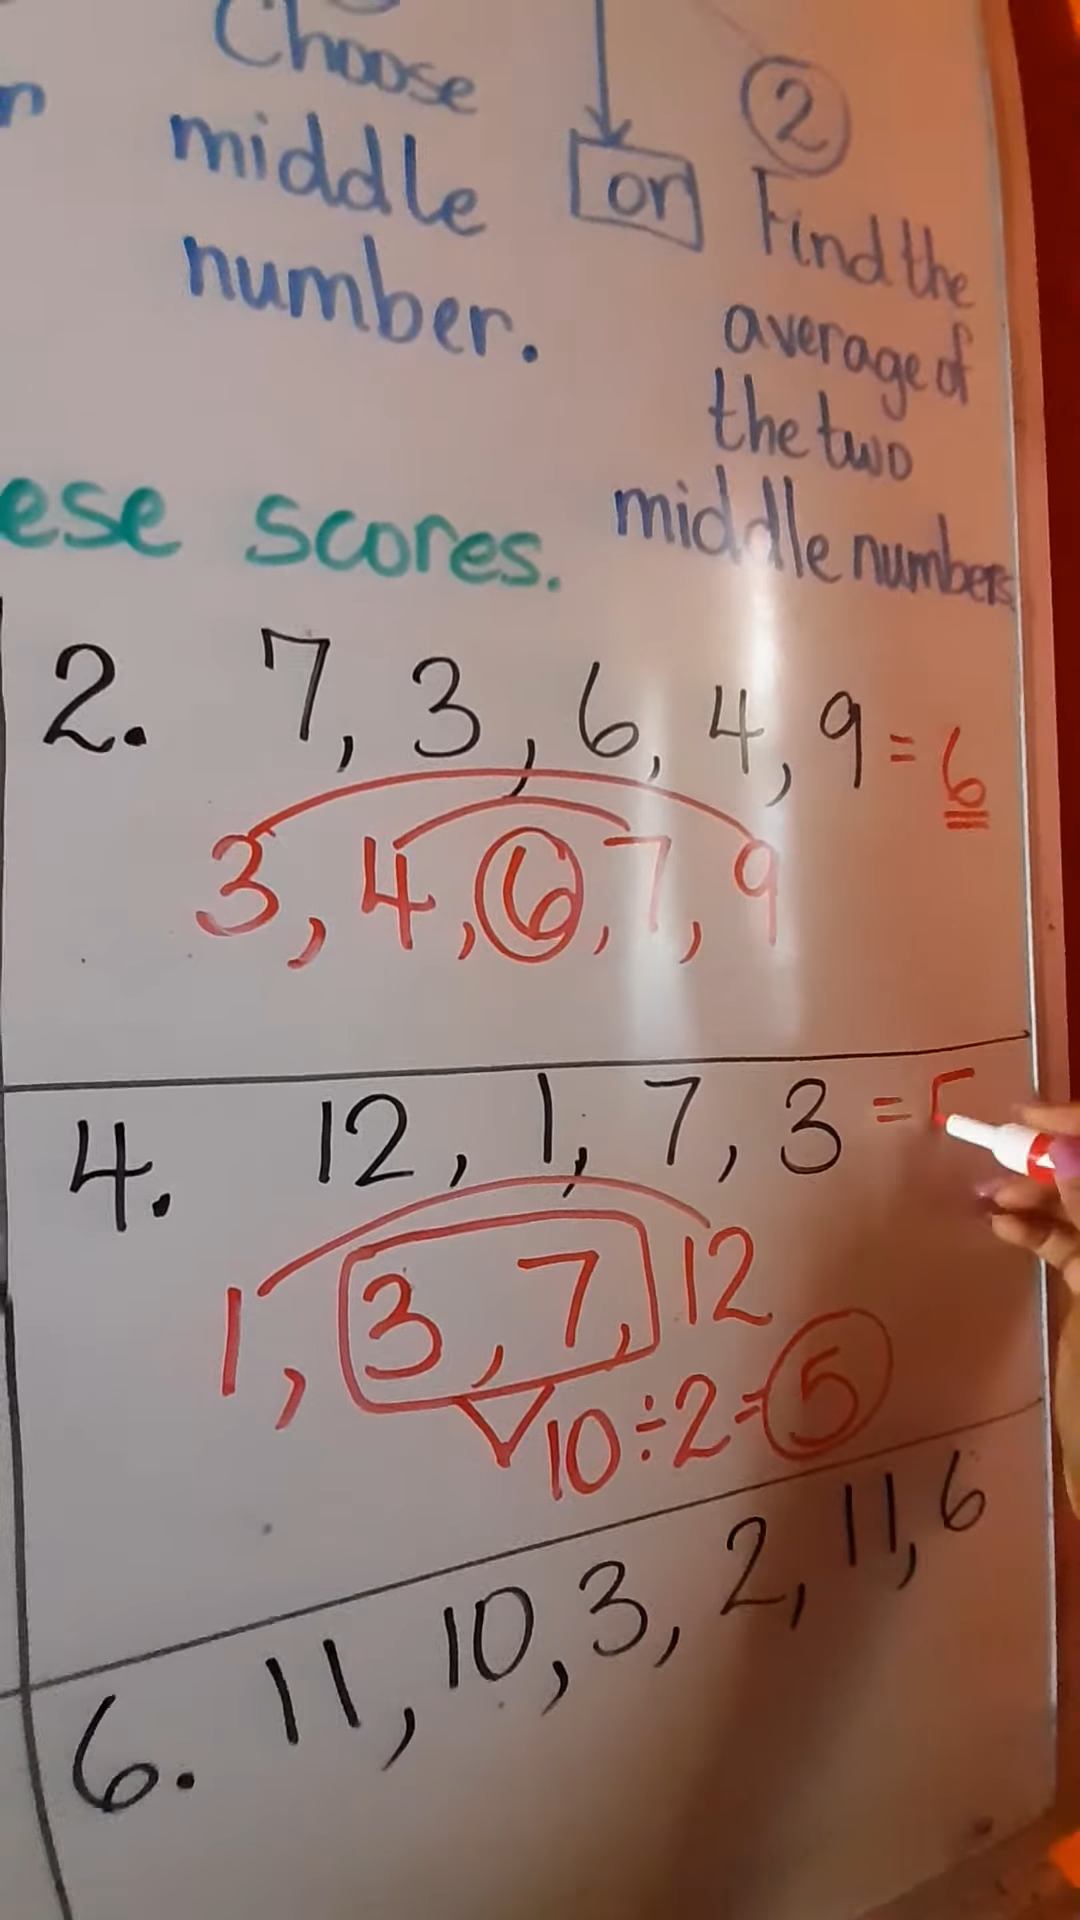 Choose
middle
number.
or
2
Find the
average of
the two
middle numbers
ese scores.
2. 7, 3, 6, 4, 9 = 6
3, 4, 6, 7, 9
4. 12, 1, 7, 3 = 5
1, 3, 7, 12
10 ÷ 2 = 5
6. 11, 10, 3, 2, 11, 6